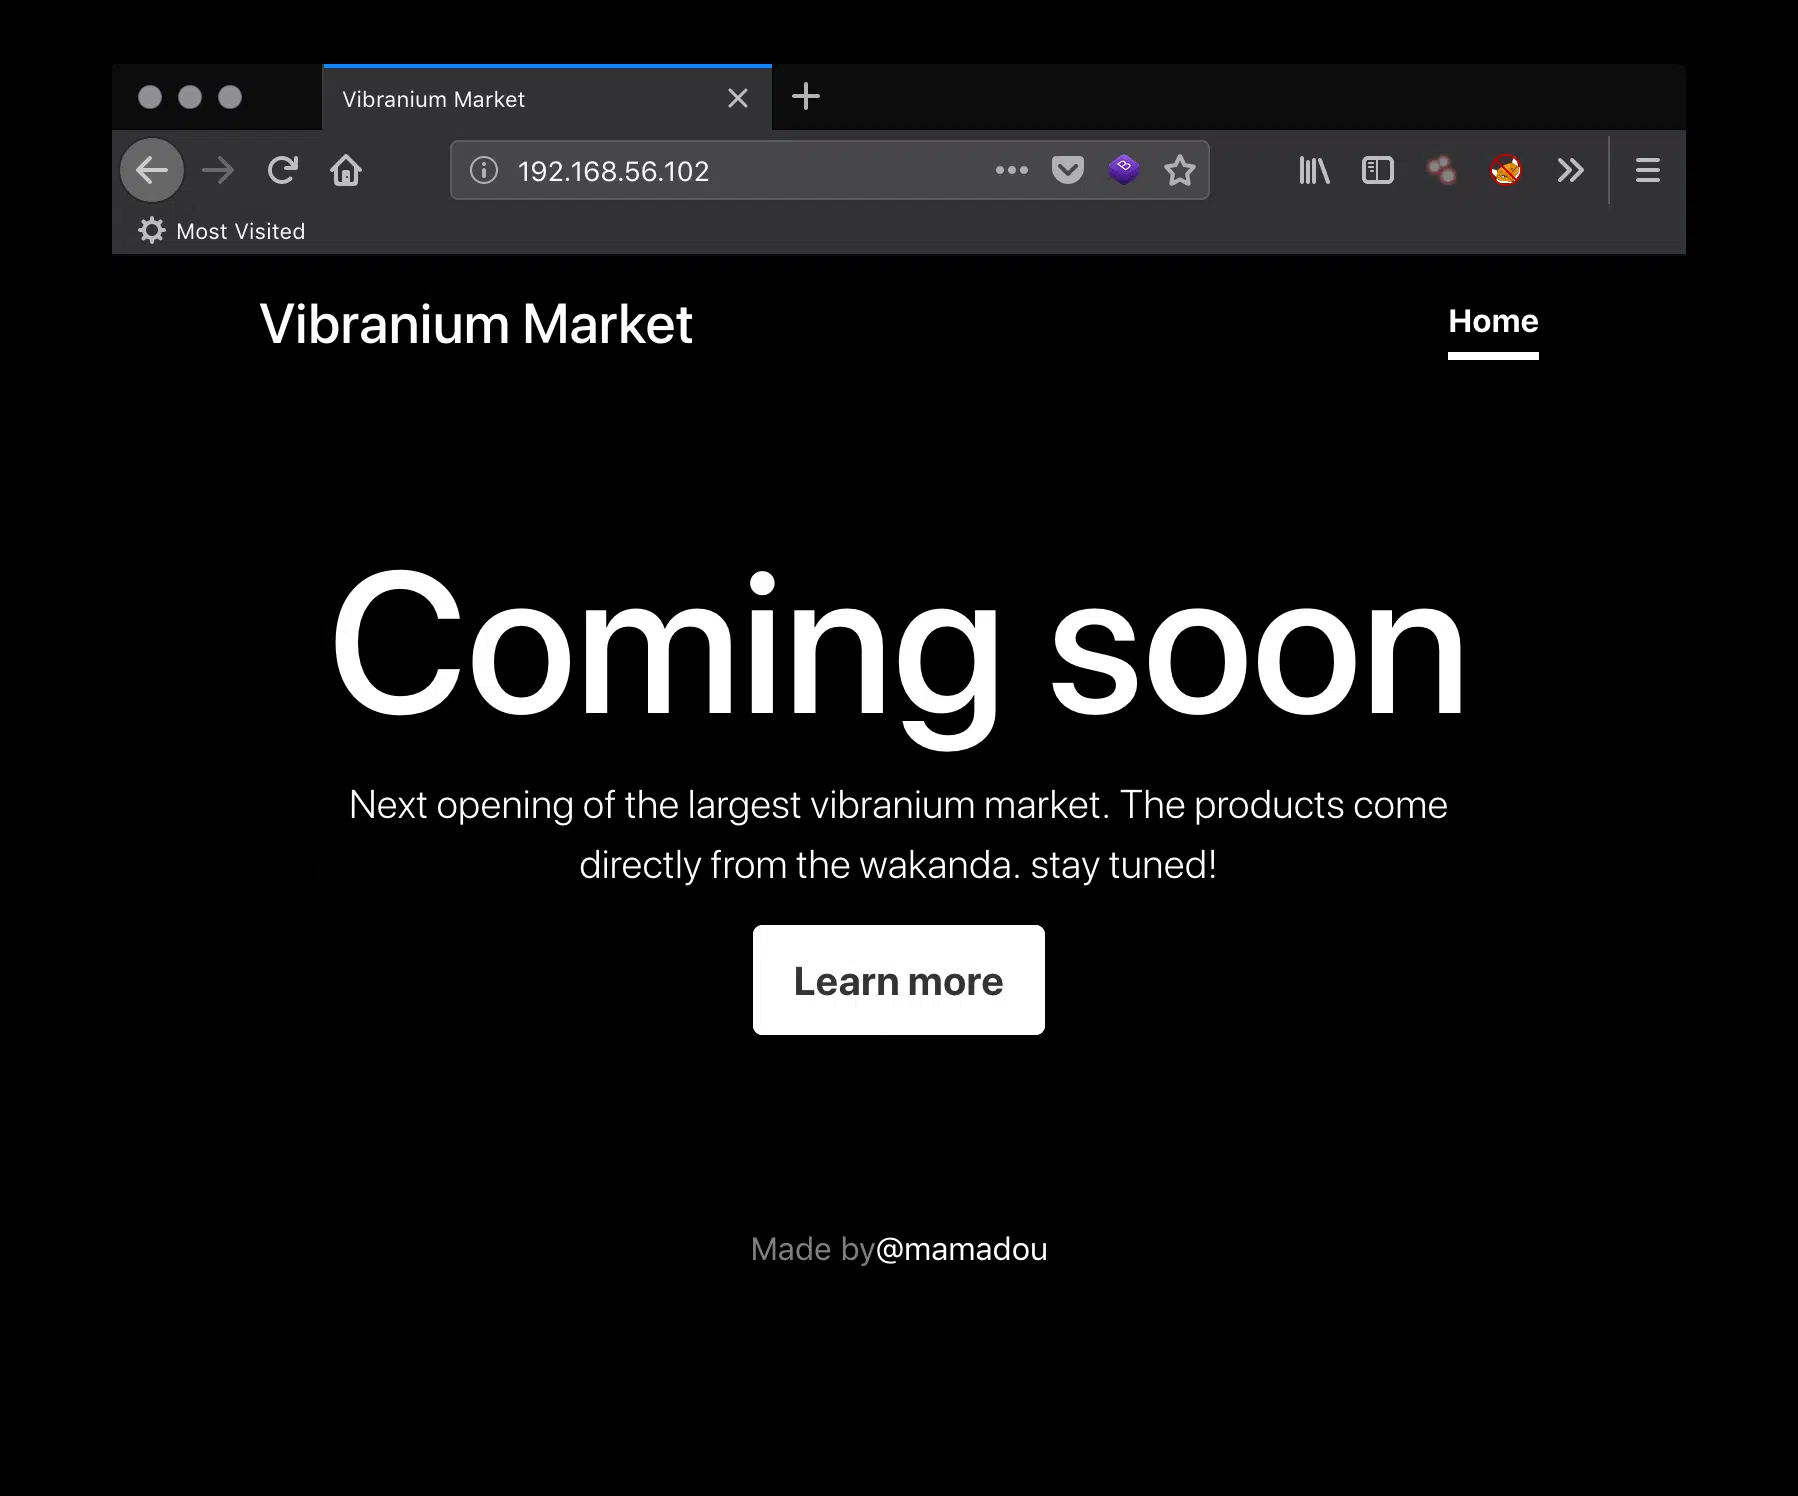 Vibranium Market
192.168.56.102
Most Visited
Vibranium Market
Home
Coming soon
Next opening of the largest vibranium market. The products come
directly from the wakanda. stay tuned!
Learn more
Made by@mamadou